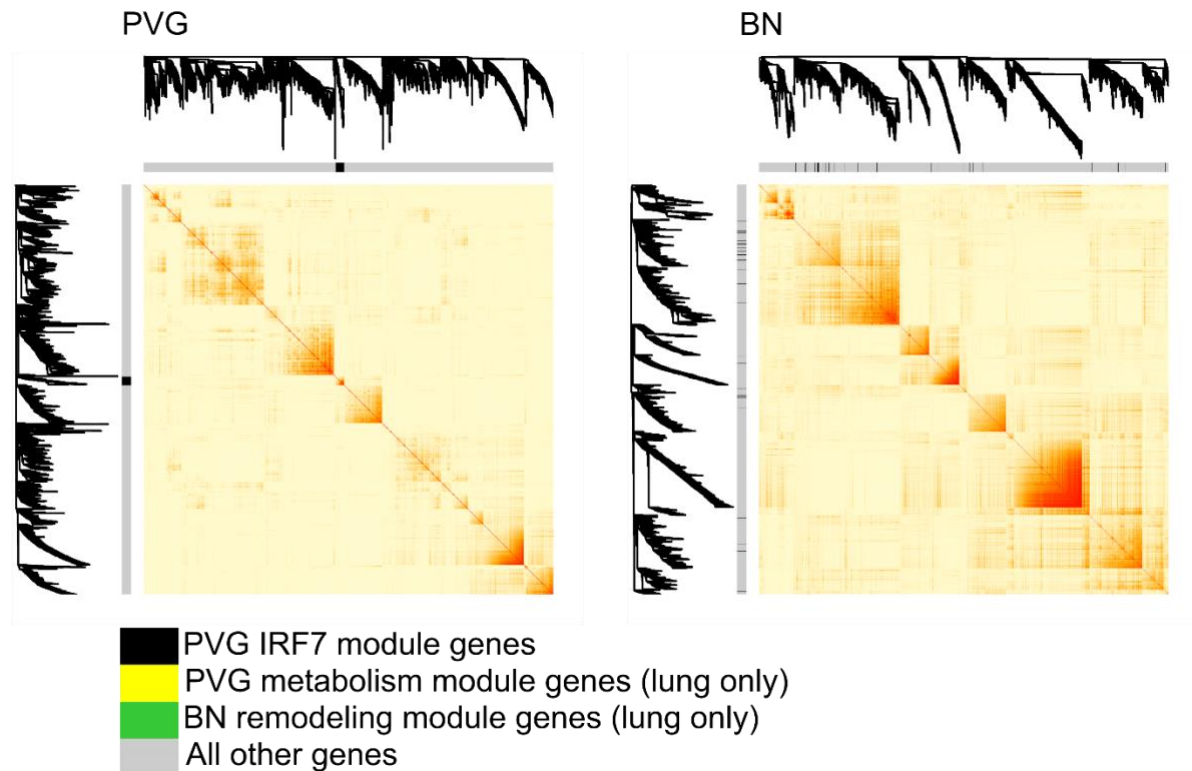 PVG
BN
PVG IRF7 module genes
PVG metabolism module genes (lung only)
BN remodeling module genes (lung only)
All other genes